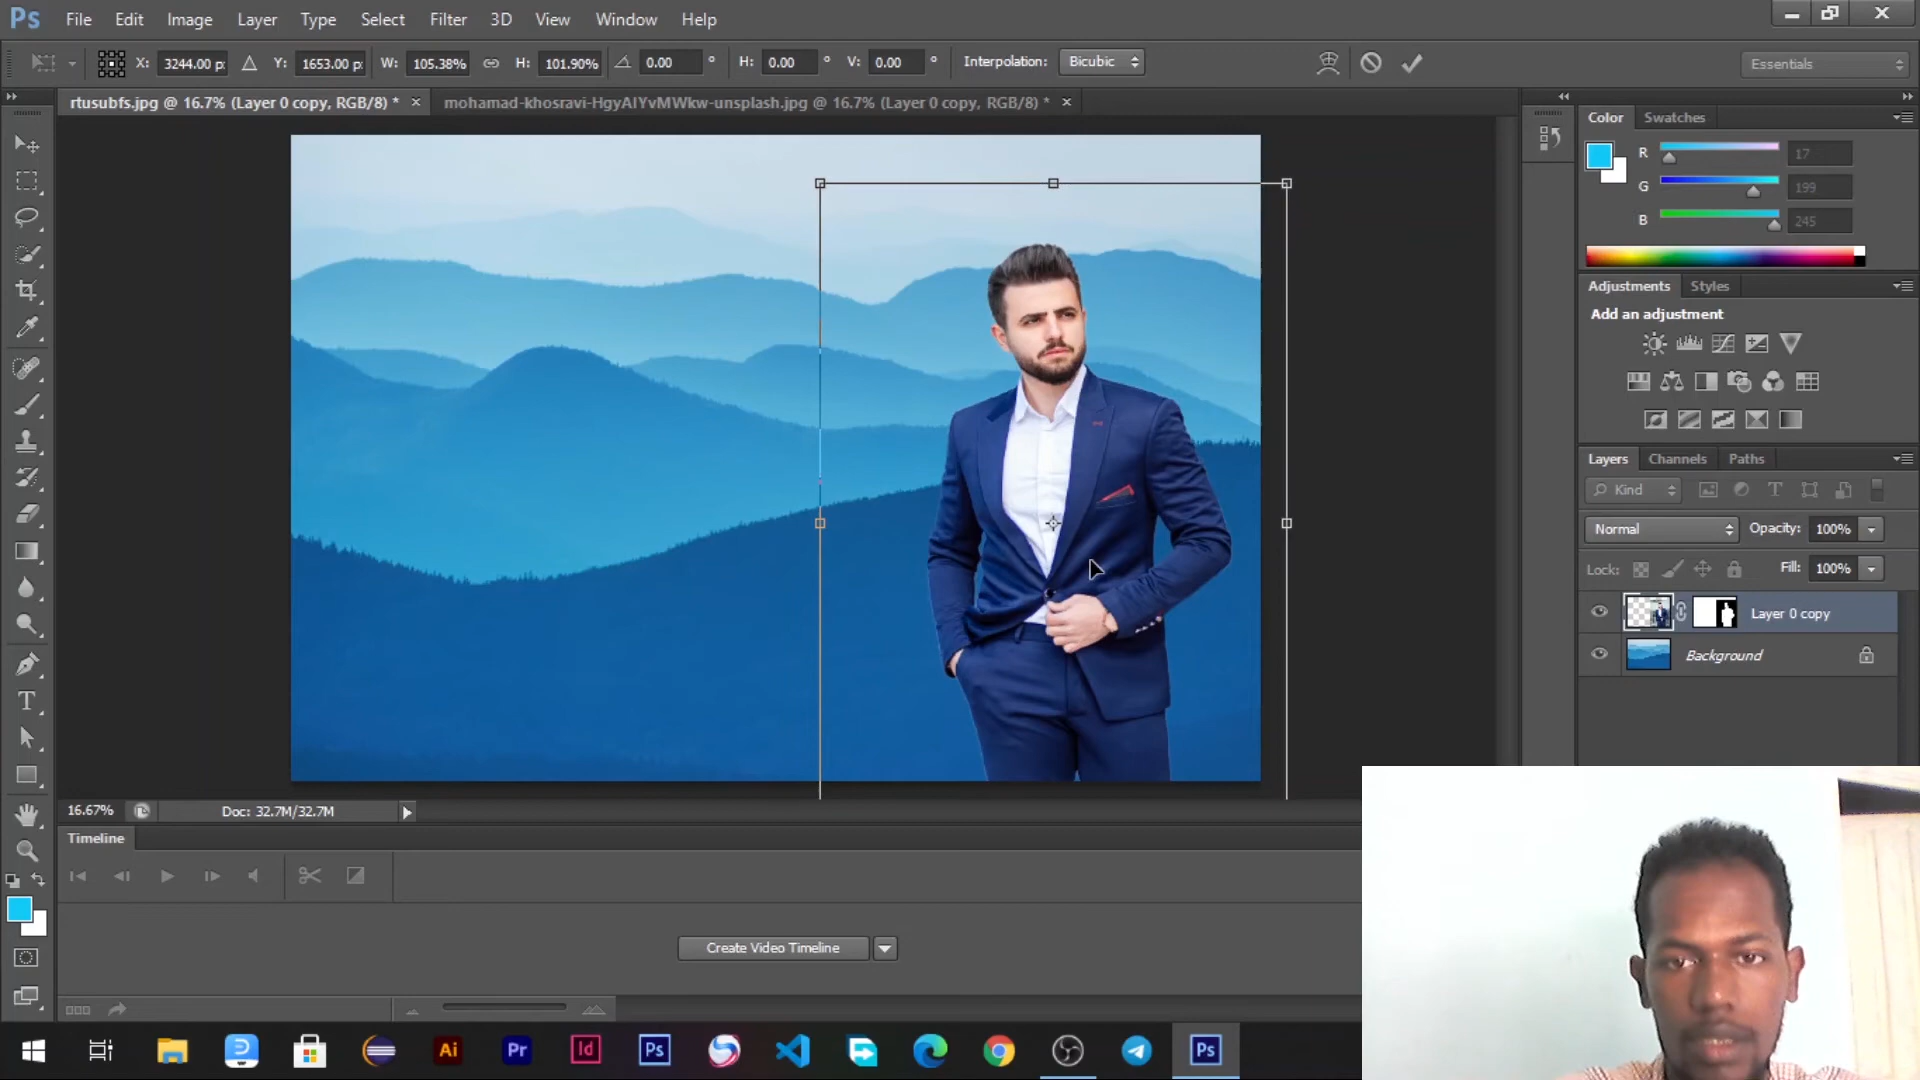 Ps File Edit Image Layer Type Select Filter 3D View Window Help
X: 3244.00 p: Y: 1653.00 p: W: 105.38% H: 101.90% 0.00 ° H: 0.00 ° V: 0.00 ° Interpolation: Bicubic Essentials
rtusubfs.jpg @ 16.7% (Layer 0 copy, RGB/8) * × mohamad-khosravi-HgyAIYvMWkw-unsplash.jpg @ 16.7% (Layer 0 copy, RGB/8) * ×
Color Swatches
R 17
G 199
B 245
Adjustments Styles
Add an adjustment
Layers Channels Paths
Kind
Normal Opacity: 100%
Lock: Fill: 100%
Layer 0 copy
Background
16.67% Doc: 32.7M/32.7M
Timeline
Create Video Timeline
Ai Pr Id Ps Ps